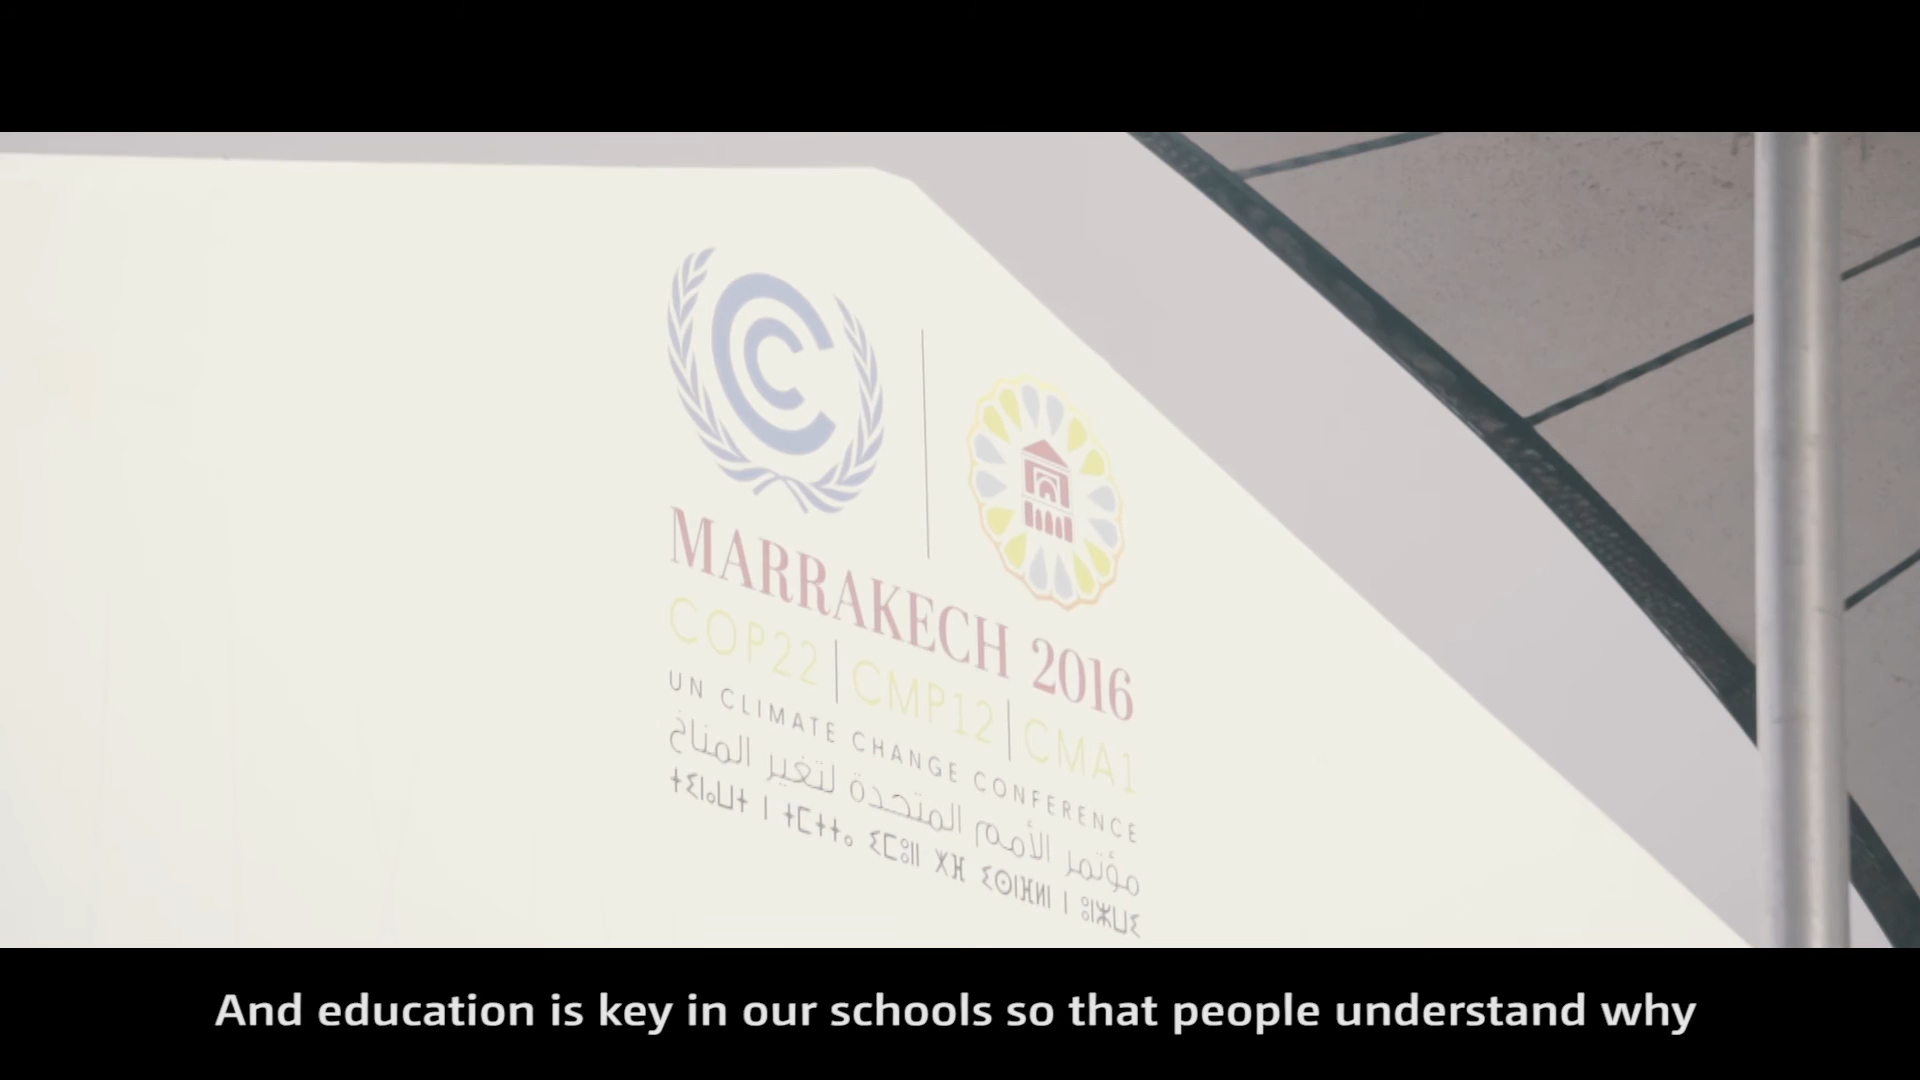 MARRAKECH 2016
COP22 | CMP12 | CMA1
UN CLIMATE CHANGE CONFERENCE
مؤتمر الأمم المتحدة لتغير المناخ
And education is key in our schools so that people understand why